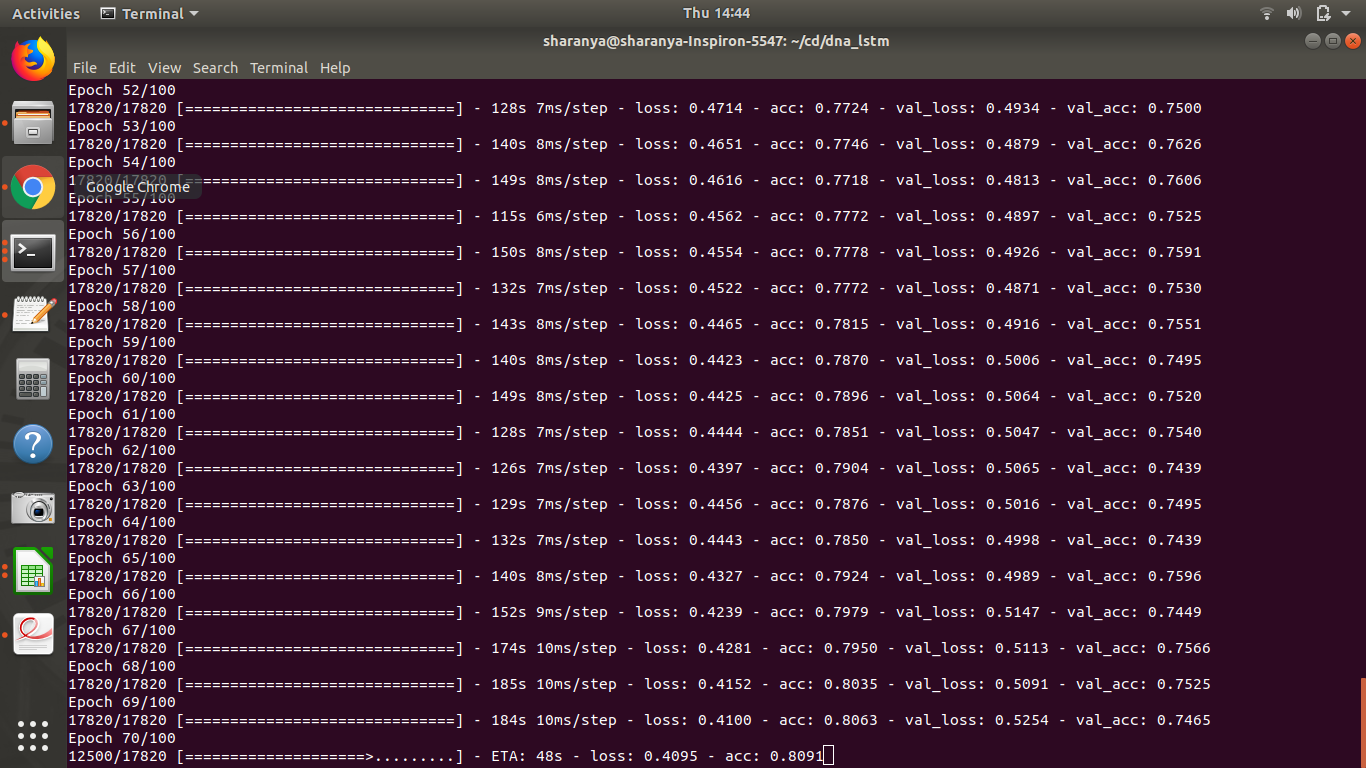 Activities Terminal Thu 14:44
sharanya@sharanya-Inspiron-5547: ~/cd/dna_lstm
File Edit View Search Terminal Help
Epoch 52/100
17820/17820 [==============================] - 128s 7ms/step - loss: 0.4714 - acc: 0.7724 - val_loss: 0.4934 - val_acc: 0.7500
Epoch 53/100
17820/17820 [==============================] - 140s 8ms/step - loss: 0.4651 - acc: 0.7746 - val_loss: 0.4879 - val_acc: 0.7626
Epoch 54/100
17820/17820 [==============================] - 149s 8ms/step - loss: 0.4616 - acc: 0.7718 - val_loss: 0.4813 - val_acc: 0.7606
Google Chrome
Epoch 55/100
17820/17820 [==============================] - 115s 6ms/step - loss: 0.4562 - acc: 0.7772 - val_loss: 0.4897 - val_acc: 0.7525
Epoch 56/100
17820/17820 [==============================] - 150s 8ms/step - loss: 0.4554 - acc: 0.7778 - val_loss: 0.4926 - val_acc: 0.7591
Epoch 57/100
17820/17820 [==============================] - 132s 7ms/step - loss: 0.4522 - acc: 0.7772 - val_loss: 0.4871 - val_acc: 0.7530
Epoch 58/100
17820/17820 [==============================] - 143s 8ms/step - loss: 0.4465 - acc: 0.7815 - val_loss: 0.4916 - val_acc: 0.7551
Epoch 59/100
17820/17820 [==============================] - 140s 8ms/step - loss: 0.4423 - acc: 0.7870 - val_loss: 0.5006 - val_acc: 0.7495
Epoch 60/100
17820/17820 [==============================] - 149s 8ms/step - loss: 0.4425 - acc: 0.7896 - val_loss: 0.5064 - val_acc: 0.7520
Epoch 61/100
17820/17820 [==============================] - 128s 7ms/step - loss: 0.4444 - acc: 0.7851 - val_loss: 0.5047 - val_acc: 0.7540
Epoch 62/100
17820/17820 [==============================] - 126s 7ms/step - loss: 0.4397 - acc: 0.7904 - val_loss: 0.5065 - val_acc: 0.7439
Epoch 63/100
17820/17820 [==============================] - 129s 7ms/step - loss: 0.4456 - acc: 0.7876 - val_loss: 0.5016 - val_acc: 0.7495
Epoch 64/100
17820/17820 [==============================] - 132s 7ms/step - loss: 0.4443 - acc: 0.7850 - val_loss: 0.4998 - val_acc: 0.7439
Epoch 65/100
17820/17820 [==============================] - 140s 8ms/step - loss: 0.4327 - acc: 0.7924 - val_loss: 0.4989 - val_acc: 0.7596
Epoch 66/100
17820/17820 [==============================] - 152s 9ms/step - loss: 0.4239 - acc: 0.7979 - val_loss: 0.5147 - val_acc: 0.7449
Epoch 67/100
17820/17820 [==============================] - 174s 10ms/step - loss: 0.4281 - acc: 0.7950 - val_loss: 0.5113 - val_acc: 0.7566
Epoch 68/100
17820/17820 [==============================] - 185s 10ms/step - loss: 0.4152 - acc: 0.8035 - val_loss: 0.5091 - val_acc: 0.7525
Epoch 69/100
17820/17820 [==============================] - 184s 10ms/step - loss: 0.4100 - acc: 0.8063 - val_loss: 0.5254 - val_acc: 0.7465
Epoch 70/100
12500/17820 [====================>.........] - ETA: 48s - loss: 0.4095 - acc: 0.8091